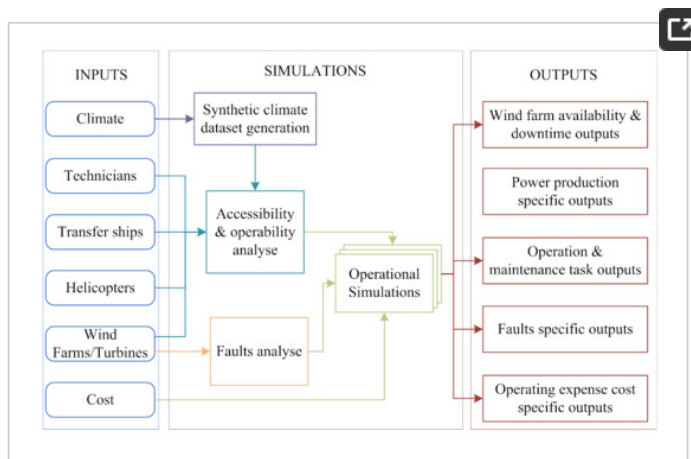 INPUTS
Climate
Technicians
Transfer ships
Helicopters
Wind
Farms/Turbines
Cost
SIMULATIONS
Synthetic climate
dataset generation
Accessibility
& operability
analyse
Operational
Simulations
Faults analyse
OUTPUTS
Wind farm availability &
downtime outputs
Power production
specific outputs
Operation &
maintenance task outputs
Faults specific outputs
Operating expense cost
specific outputs